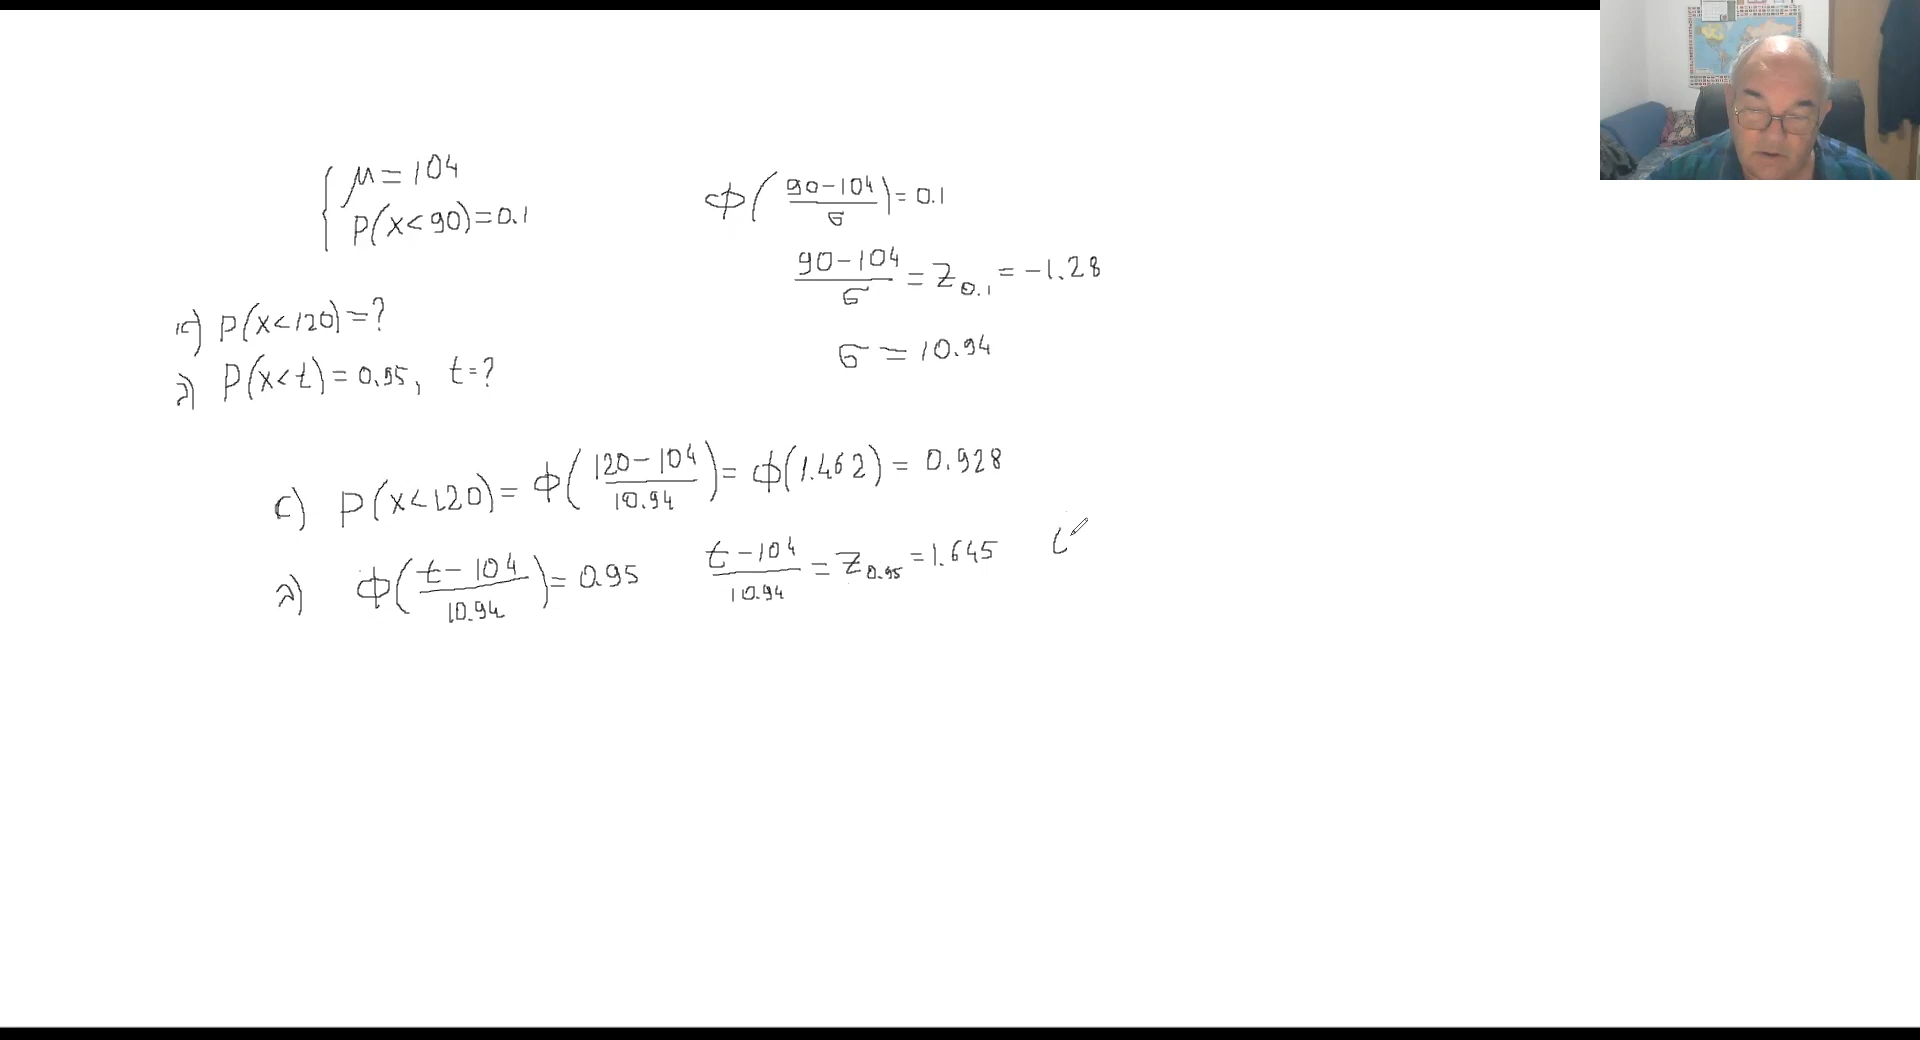 μ = 104
P(x < 90) = 0.1
Φ((90 - 104)/σ) = 0.1
(90 - 104)/σ = Z_0.1 = -1.28
σ = 10.94
P(x < 120) = ?
P(x < t) = 0.95, t = ?
P(x < 120) = Φ((120 - 104)/10.94) = Φ(1.462) = 0.928
Φ((t - 104)/10.94) = 0.95
(t - 104)/10.94 = Z_0.95 = 1.645